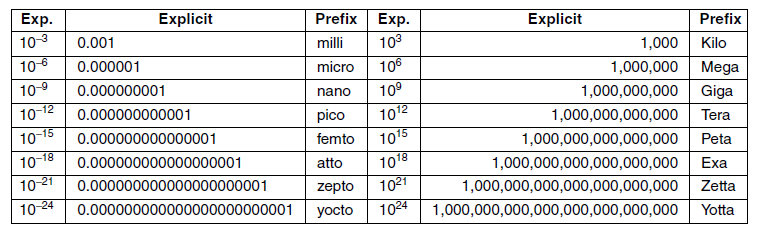 Exp. Explicit Prefix Exp. Explicit Prefix
10⁻³ 0.001 milli 10³ 1,000 Kilo
10⁻⁶ 0.000001 micro 10⁶ 1,000,000 Mega
10⁻⁹ 0.000000001 nano 10⁹ 1,000,000,000 Giga
10⁻¹² 0.000000000001 pico 10¹² 1,000,000,000,000 Tera
10⁻¹⁵ 0.000000000000001 femto 10¹⁵ 1,000,000,000,000,000 Peta
10⁻¹⁸ 0.000000000000000001 atto 10¹⁸ 1,000,000,000,000,000,000 Exa
10⁻²¹ 0.000000000000000000001 zepto 10²¹ 1,000,000,000,000,000,000,000 Zetta
10⁻²⁴ 0.000000000000000000000001 yocto 10²⁴ 1,000,000,000,000,000,000,000,000 Yotta